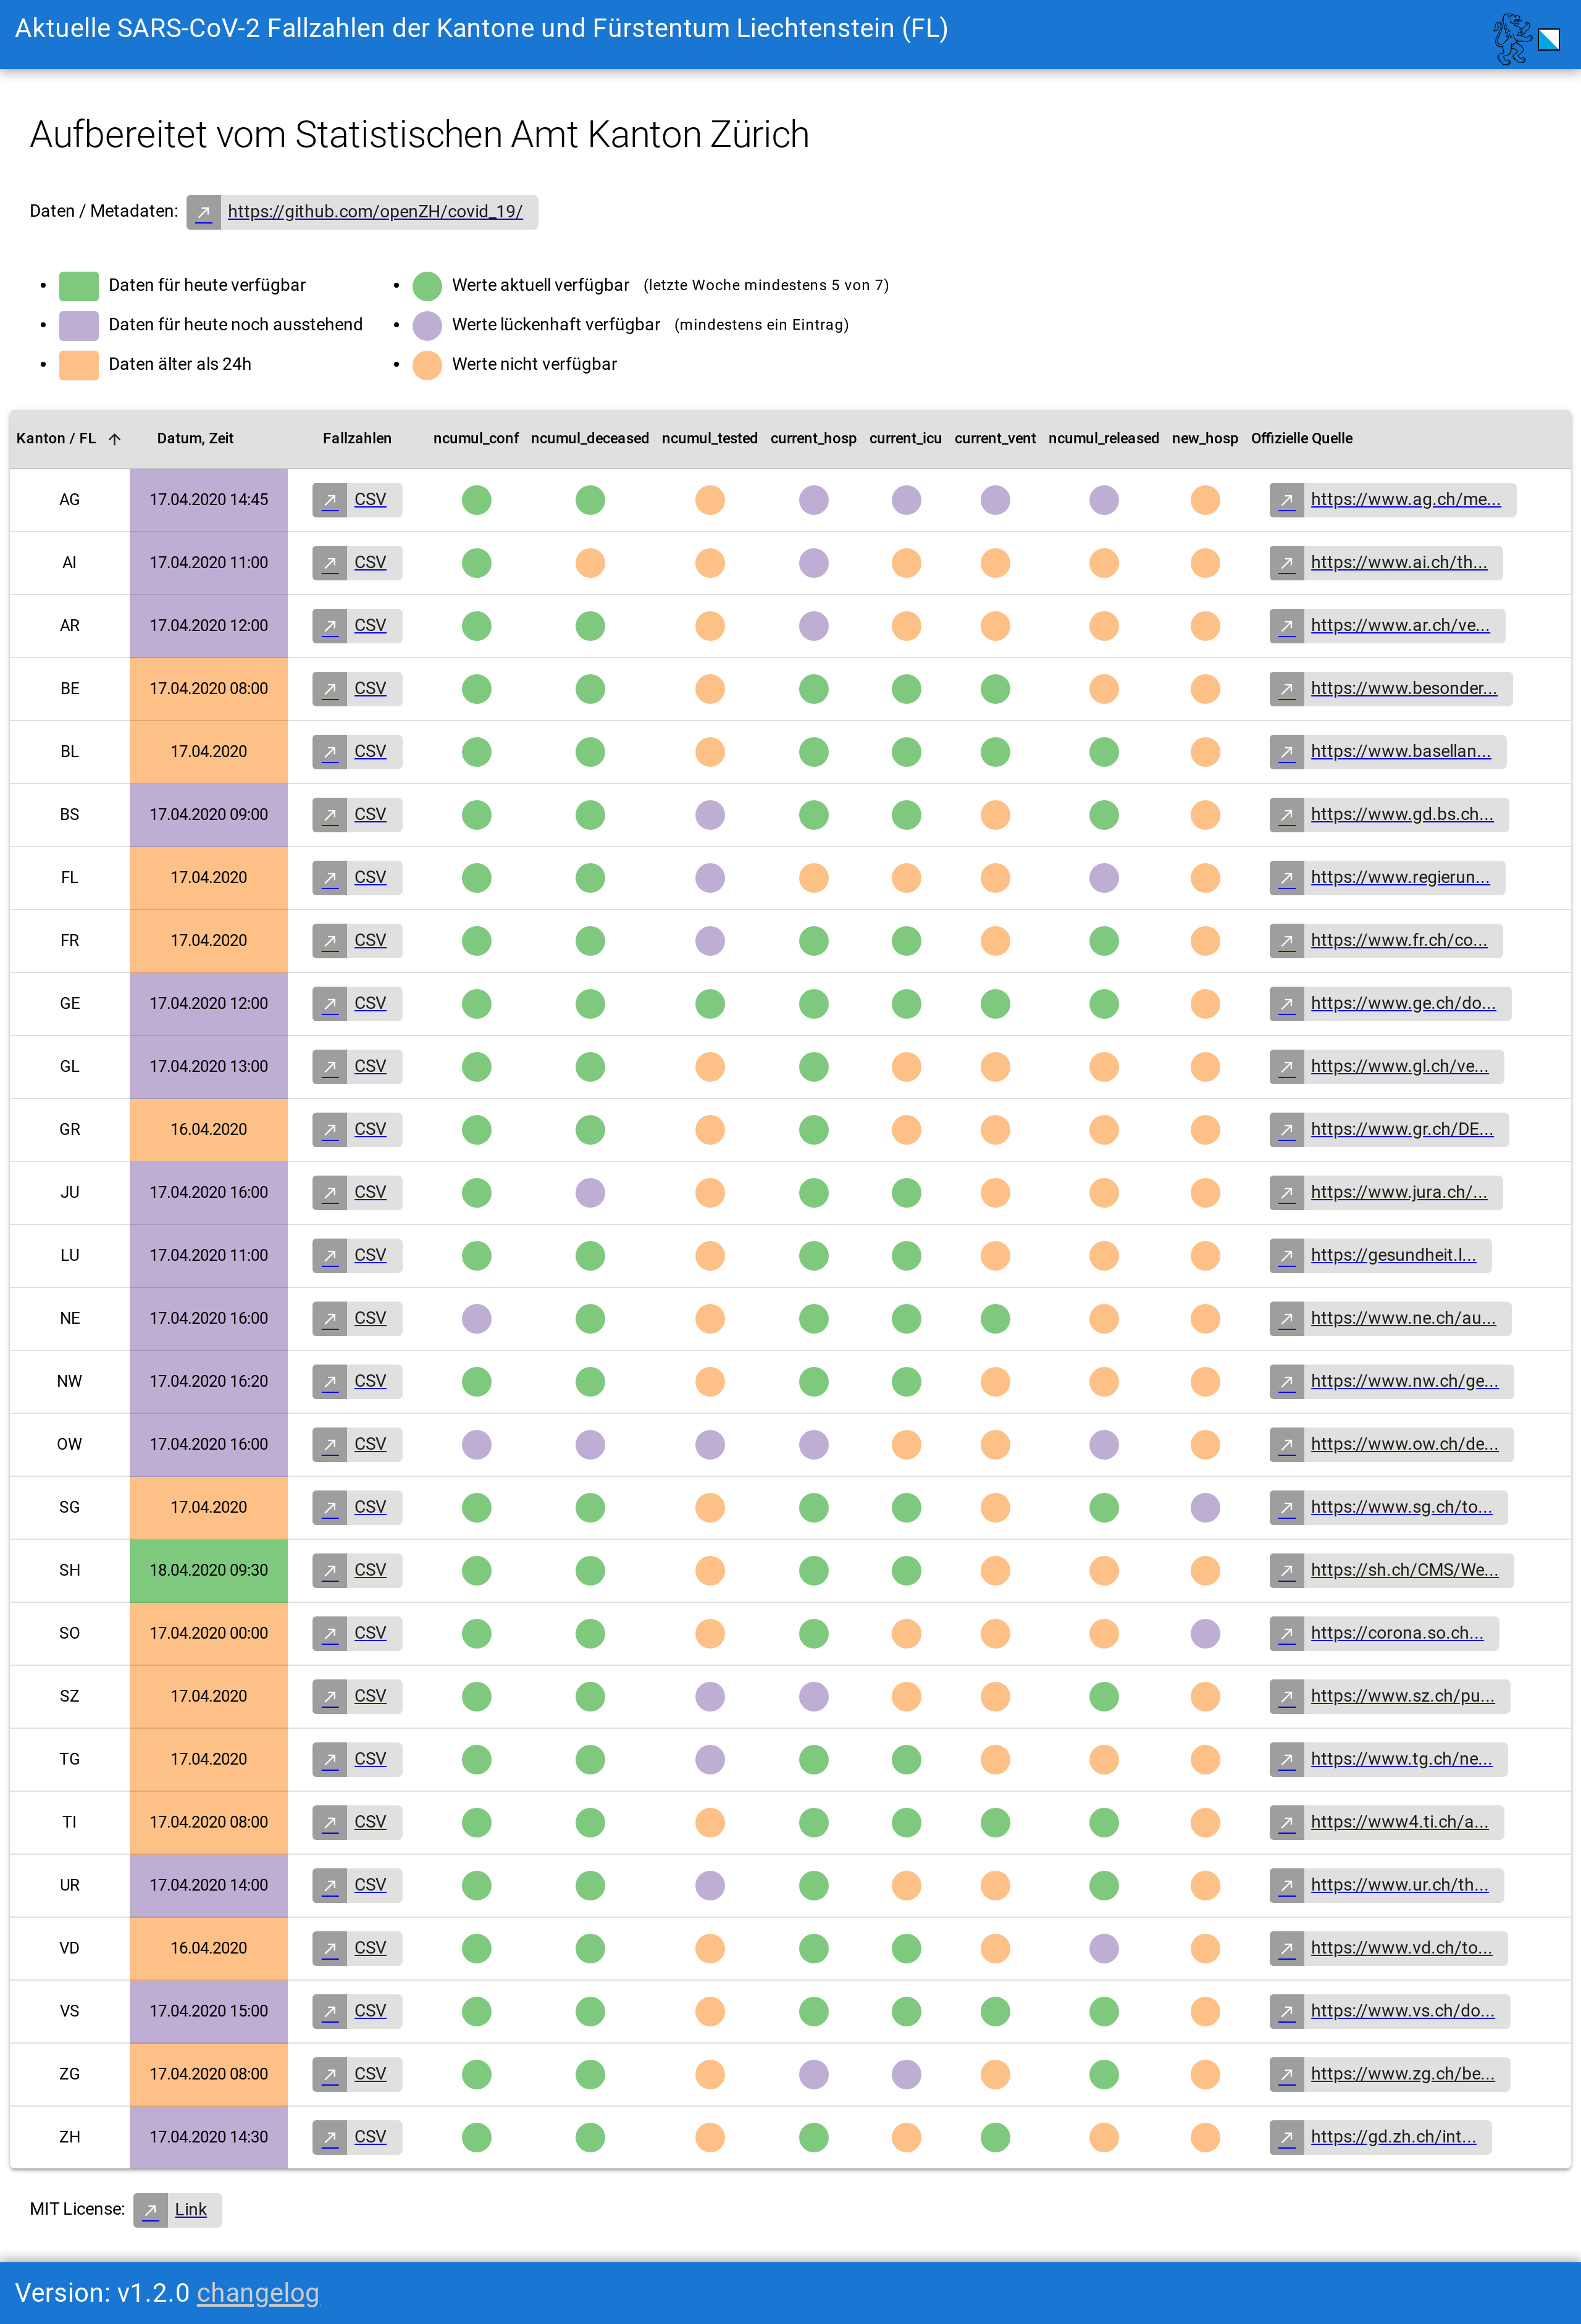 Aktuelle SARS-CoV-2 Fallzahlen der Kantone und Fürstentum Liechtenstein (FL)
Aufbereitet vom Statistischen Amt Kanton Zürich
Daten / Metadaten: https://github.com/openZH/covid_19/
Daten für heute verfügbar Werte aktuell verfügbar (letzte Woche mindestens 5 von 7)
Daten für heute noch ausstehend Werte lückenhaft verfügbar (mindestens ein Eintrag)
Daten älter als 24h Werte nicht verfügbar
Kanton / FL Datum, Zeit Fallzahlen ncumul_conf ncumul_deceased ncumul_tested current_hosp current_icu current_vent ncumul_released new_hosp Offizielle Quelle
AG 17.04.2020 14:45 CSV https://www.ag.ch/me...
AI 17.04.2020 11:00 CSV https://www.ai.ch/th...
AR 17.04.2020 12:00 CSV https://www.ar.ch/ve...
BE 17.04.2020 08:00 CSV https://www.besonder...
BL 17.04.2020 CSV https://www.basellan...
BS 17.04.2020 09:00 CSV https://www.gd.bs.ch...
FL 17.04.2020 CSV https://www.regierun...
FR 17.04.2020 CSV https://www.fr.ch/co...
GE 17.04.2020 12:00 CSV https://www.ge.ch/do...
GL 17.04.2020 13:00 CSV https://www.gl.ch/ve...
GR 16.04.2020 CSV https://www.gr.ch/DE...
JU 17.04.2020 16:00 CSV https://www.jura.ch/...
LU 17.04.2020 11:00 CSV https://gesundheit.l...
NE 17.04.2020 16:00 CSV https://www.ne.ch/au...
NW 17.04.2020 16:20 CSV https://www.nw.ch/ge...
OW 17.04.2020 16:00 CSV https://www.ow.ch/de...
SG 17.04.2020 CSV https://www.sg.ch/to...
SH 18.04.2020 09:30 CSV https://sh.ch/CMS/We...
SO 17.04.2020 00:00 CSV https://corona.so.ch...
SZ 17.04.2020 CSV https://www.sz.ch/pu...
TG 17.04.2020 CSV https://www.tg.ch/ne...
TI 17.04.2020 08:00 CSV https://www4.ti.ch/a...
UR 17.04.2020 14:00 CSV https://www.ur.ch/th...
VD 16.04.2020 CSV https://www.vd.ch/to...
VS 17.04.2020 15:00 CSV https://www.vs.ch/do...
ZG 17.04.2020 08:00 CSV https://www.zg.ch/be...
ZH 17.04.2020 14:30 CSV https://gd.zh.ch/int...
MIT License: Link
Version: v1.2.0 changelog